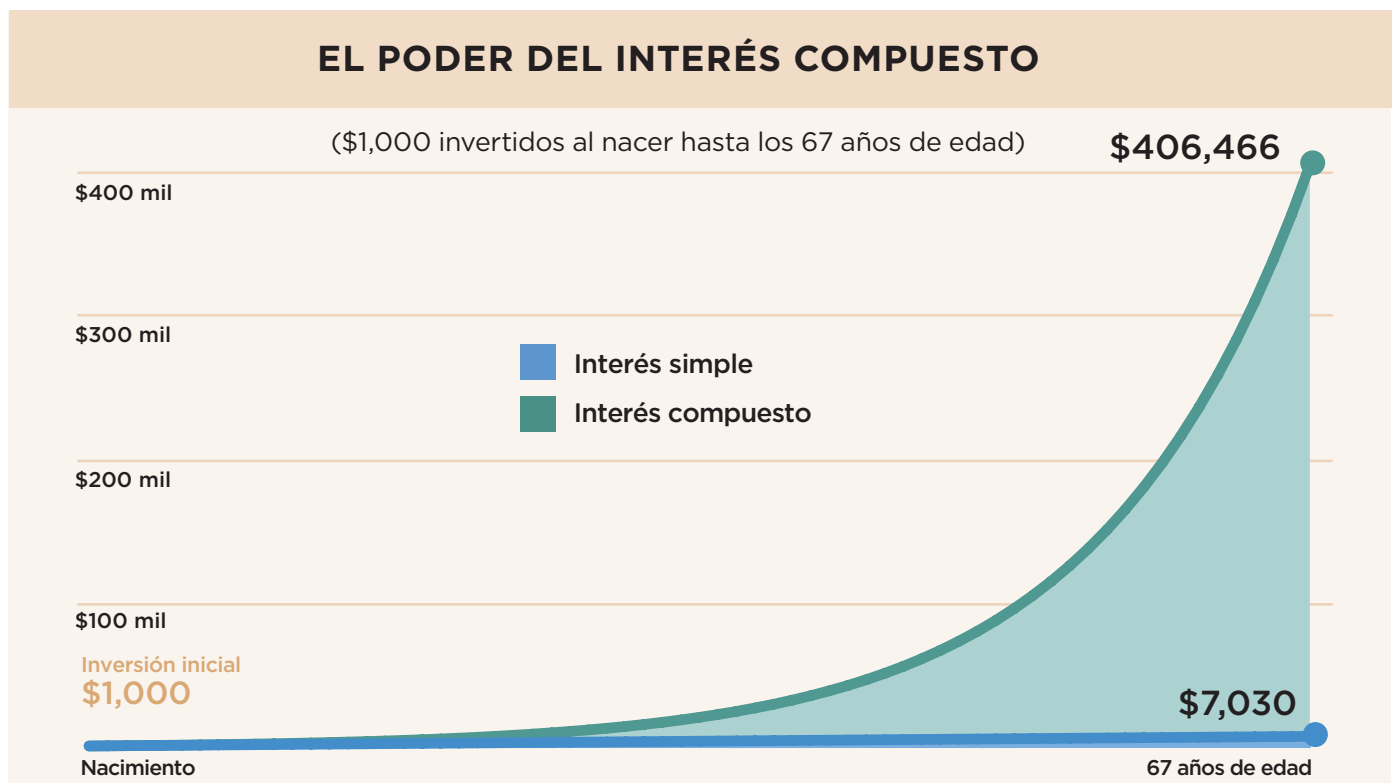 EL PODER DEL INTERÉS COMPUESTO
($1,000 invertidos al nacer hasta los 67 años de edad)
$406,466
$400 mil
$300 mil
Interés simple
Interés compuesto
$200 mil
$100 mil
Inversión inicial
$1,000
$7,030
Nacimiento
67 años de edad